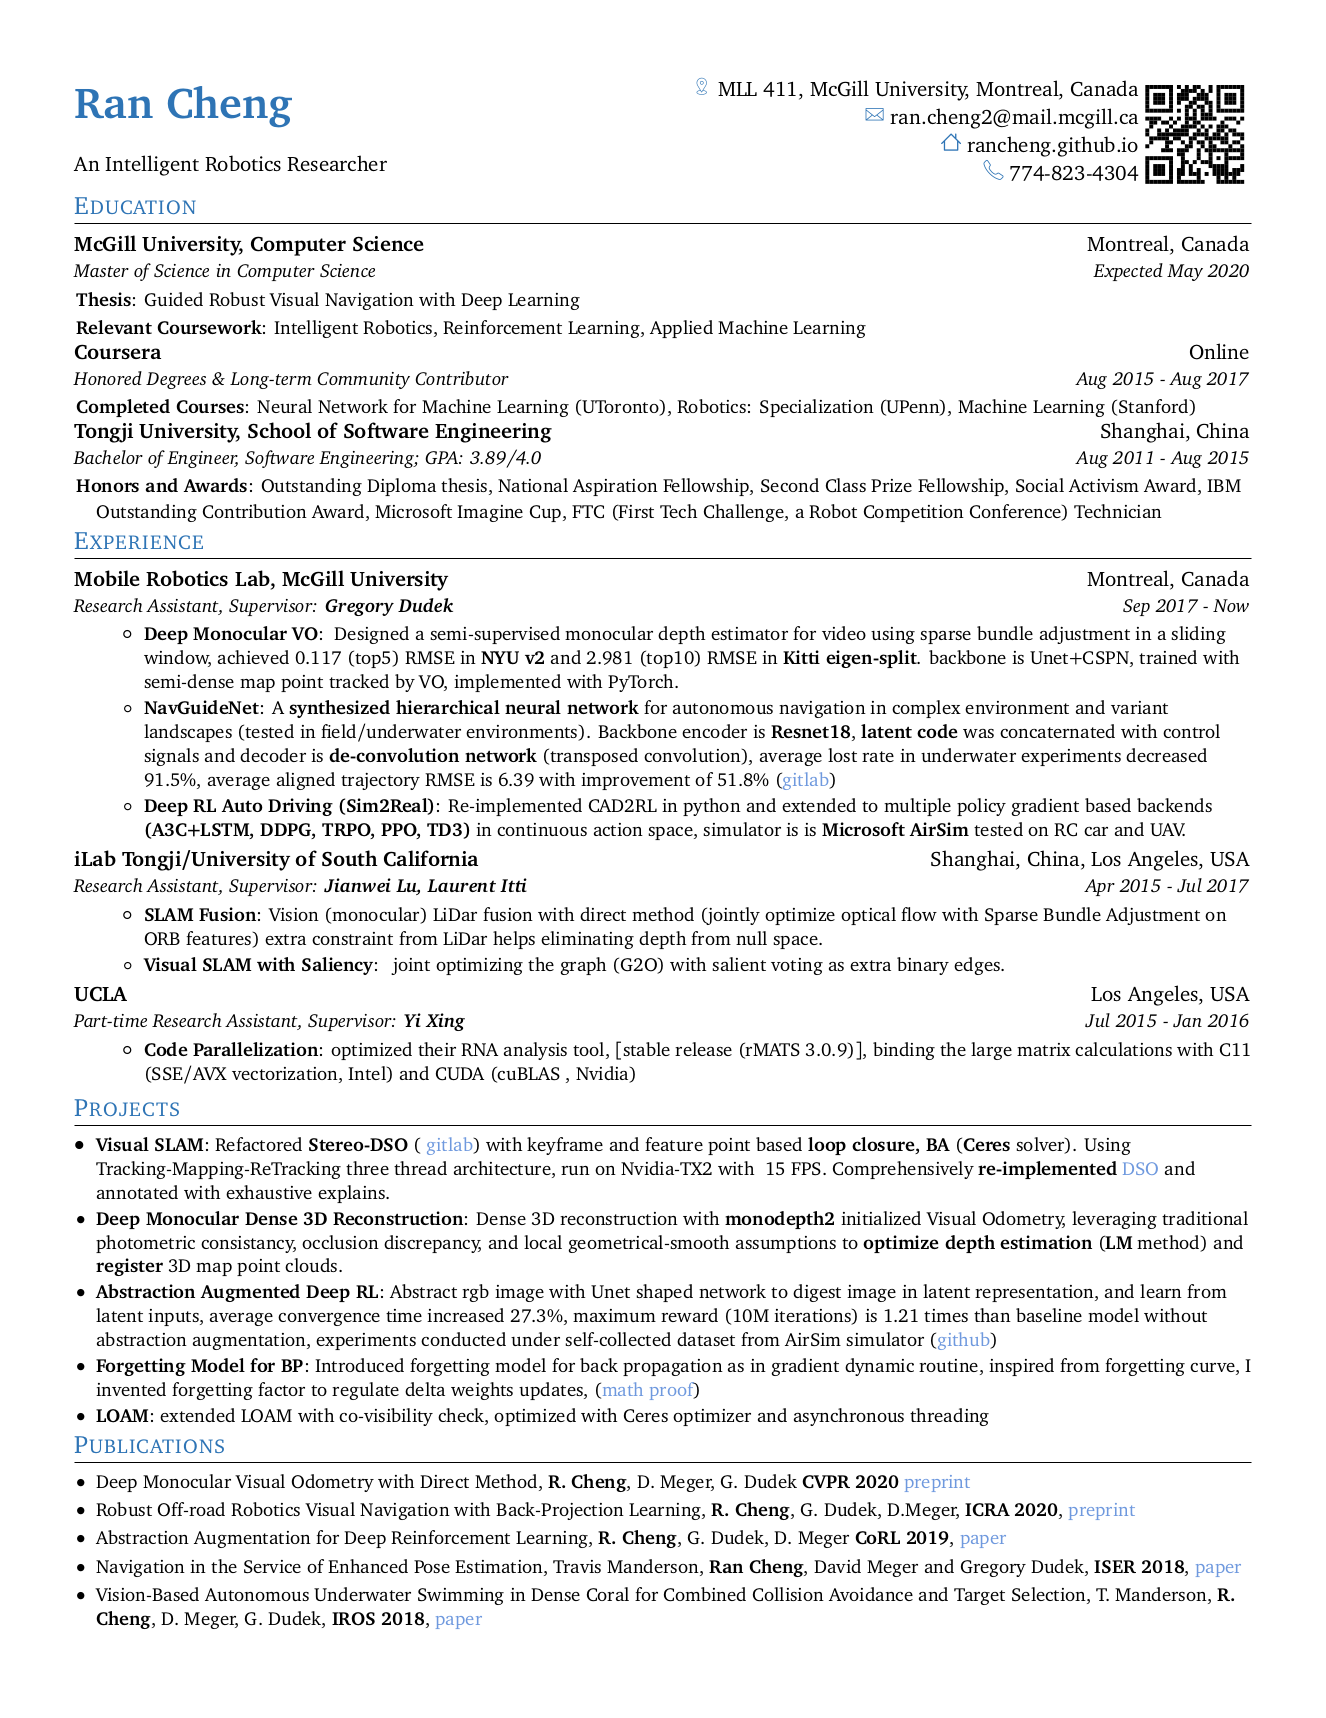 Ran Cheng
An Intelligent Robotics Researcher
MLL 411, McGill University, Montreal, Canada
ran.cheng2@mail.mcgill.ca
rancheng.github.io
774-823-4304
EDUCATION
McGill University, Computer Science Montreal, Canada
Master of Science in Computer Science Expected May 2020
Thesis: Guided Robust Visual Navigation with Deep Learning
Relevant Coursework: Intelligent Robotics, Reinforcement Learning, Applied Machine Learning
Coursera Online
Honored Degrees & Long-term Community Contributor Aug 2015 - Aug 2017
Completed Courses: Neural Network for Machine Learning (UToronto), Robotics: Specialization (UPenn), Machine Learning (Stanford)
Tongji University, School of Software Engineering Shanghai, China
Bachelor of Engineer, Software Engineering; GPA: 3.89/4.0 Aug 2011 - Aug 2015
Honors and Awards: Outstanding Diploma thesis, National Aspiration Fellowship, Second Class Prize Fellowship, Social Activism Award, IBM
Outstanding Contribution Award, Microsoft Imagine Cup, FTC (First Tech Challenge, a Robot Competition Conference) Technician
EXPERIENCE
Mobile Robotics Lab, McGill University Montreal, Canada
Research Assistant, Supervisor: Gregory Dudek Sep 2017 - Now
◦ Deep Monocular VO: Designed a semi-supervised monocular depth estimator for video using sparse bundle adjustment in a sliding
window, achieved 0.117 (top5) RMSE in NYU v2 and 2.981 (top10) RMSE in Kitti eigen-split. backbone is Unet+CSPN, trained with
semi-dense map point tracked by VO, implemented with PyTorch.
◦ NavGuideNet: A synthesized hierarchical neural network for autonomous navigation in complex environment and variant
landscapes (tested in field/underwater environments). Backbone encoder is Resnet18, latent code was concaternated with control
signals and decoder is de-convolution network (transposed convolution), average lost rate in underwater experiments decreased
91.5%, average aligned trajectory RMSE is 6.39 with improvement of 51.8% (gitlab)
◦ Deep RL Auto Driving (Sim2Real): Re-implemented CAD2RL in python and extended to multiple policy gradient based backends
(A3C+LSTM, DDPG, TRPO, PPO, TD3) in continuous action space, simulator is is Microsoft AirSim tested on RC car and UAV.
iLab Tongji/University of South California Shanghai, China, Los Angeles, USA
Research Assistant, Supervisor: Jianwei Lu, Laurent Itti Apr 2015 - Jul 2017
◦ SLAM Fusion: Vision (monocular) LiDar fusion with direct method (jointly optimize optical flow with Sparse Bundle Adjustment on
ORB features) extra constraint from LiDar helps eliminating depth from null space.
◦ Visual SLAM with Saliency: joint optimizing the graph (G2O) with salient voting as extra binary edges.
UCLA Los Angeles, USA
Part-time Research Assistant, Supervisor: Yi Xing Jul 2015 - Jan 2016
◦ Code Parallelization: optimized their RNA analysis tool, [stable release (rMATS 3.0.9)], binding the large matrix calculations with C11
(SSE/AVX vectorization, Intel) and CUDA (cuBLAS , Nvidia)
PROJECTS
• Visual SLAM: Refactored Stereo-DSO ( gitlab) with keyframe and feature point based loop closure, BA (Ceres solver). Using
Tracking-Mapping-ReTracking three thread architecture, run on Nvidia-TX2 with 15 FPS. Comprehensively re-implemented DSO and
annotated with exhaustive explains.
• Deep Monocular Dense 3D Reconstruction: Dense 3D reconstruction with monodepth2 initialized Visual Odometry, leveraging traditional
photometric consistancy, occlusion discrepancy, and local geometrical-smooth assumptions to optimize depth estimation (LM method) and
register 3D map point clouds.
• Abstraction Augmented Deep RL: Abstract rgb image with Unet shaped network to digest image in latent representation, and learn from
latent inputs, average convergence time increased 27.3%, maximum reward (10M iterations) is 1.21 times than baseline model without
abstraction augmentation, experiments conducted under self-collected dataset from AirSim simulator (github)
• Forgetting Model for BP: Introduced forgetting model for back propagation as in gradient dynamic routine, inspired from forgetting curve, I
invented forgetting factor to regulate delta weights updates, (math proof)
• LOAM: extended LOAM with co-visibility check, optimized with Ceres optimizer and asynchronous threading
PUBLICATIONS
• Deep Monocular Visual Odometry with Direct Method, R. Cheng, D. Meger, G. Dudek CVPR 2020 preprint
• Robust Off-road Robotics Visual Navigation with Back-Projection Learning, R. Cheng, G. Dudek, D.Meger, ICRA 2020, preprint
• Abstraction Augmentation for Deep Reinforcement Learning, R. Cheng, G. Dudek, D. Meger CoRL 2019, paper
• Navigation in the Service of Enhanced Pose Estimation, Travis Manderson, Ran Cheng, David Meger and Gregory Dudek, ISER 2018, paper
• Vision-Based Autonomous Underwater Swimming in Dense Coral for Combined Collision Avoidance and Target Selection, T. Manderson, R.
Cheng, D. Meger, G. Dudek, IROS 2018, paper